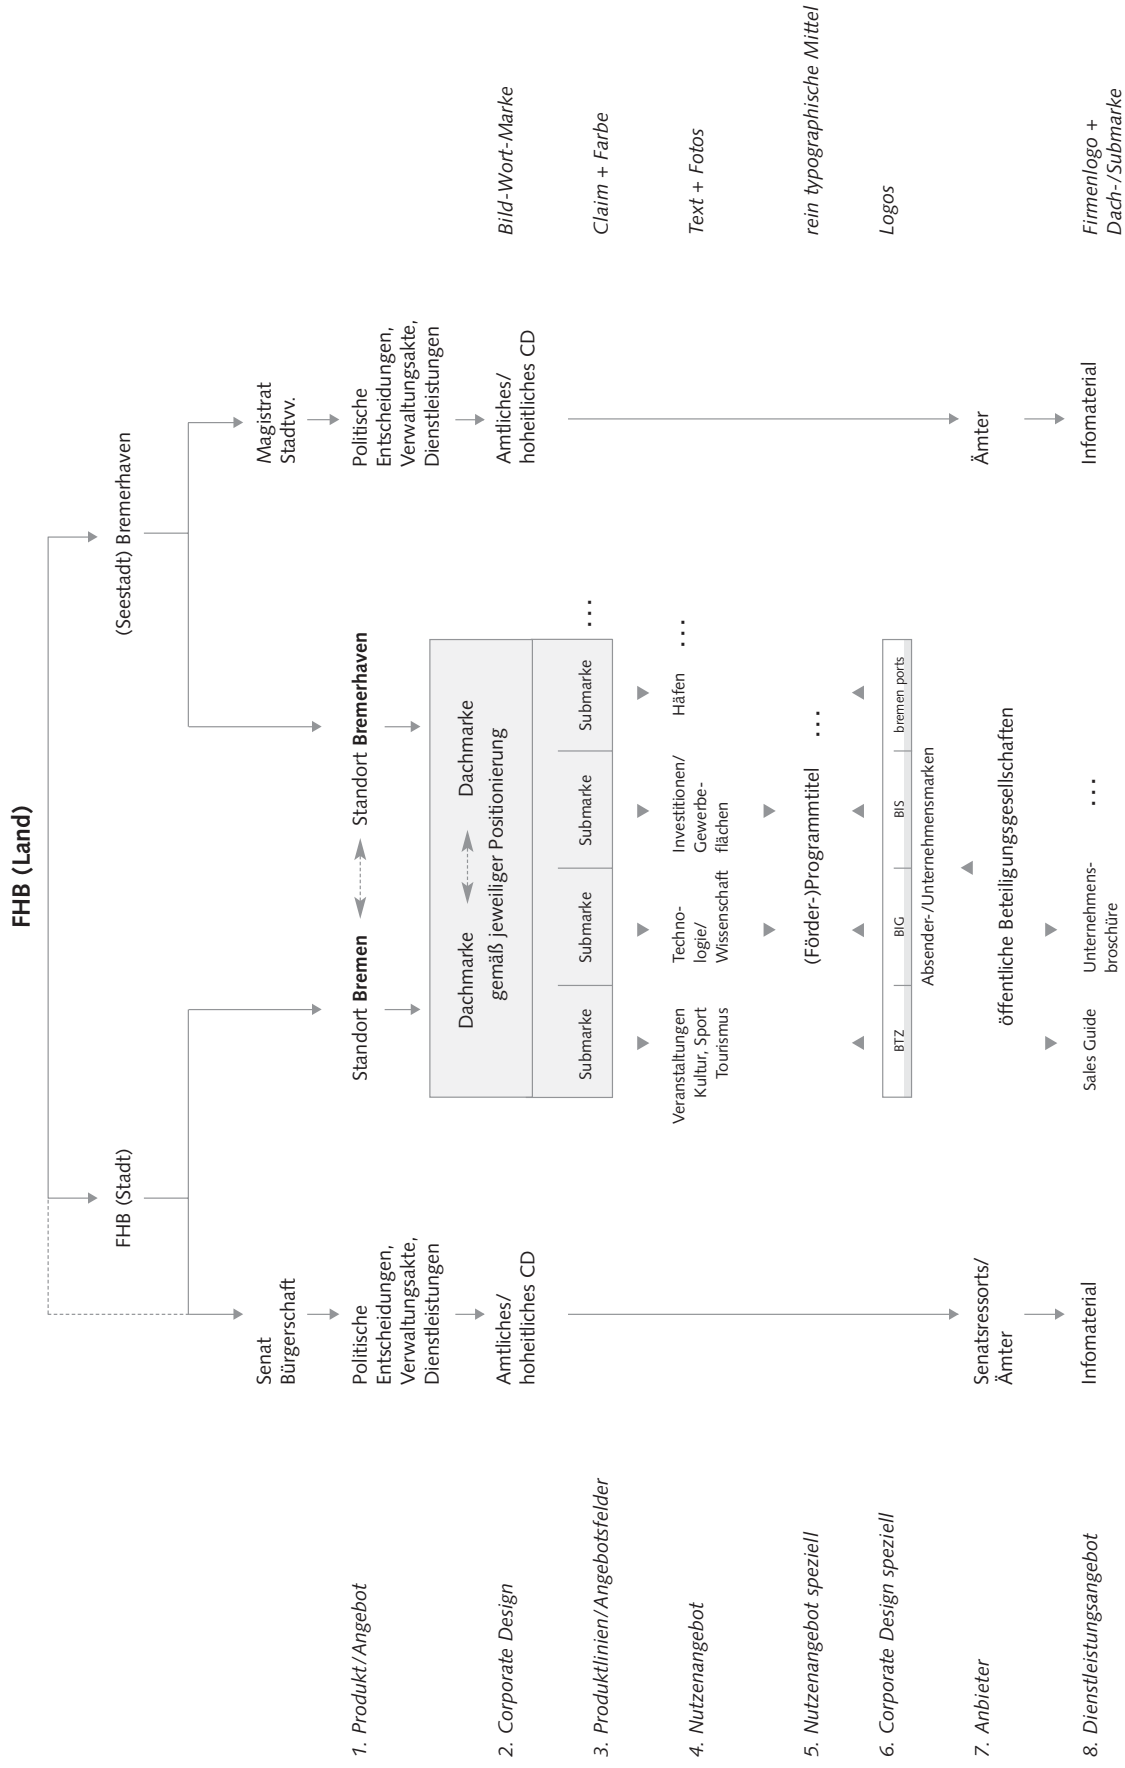 FHB (Land)
FHB (Stadt)
(Seestadt) Bremerhaven
Senat
Bürgerschaft
Magistrat
Stadtvv.
1. Produkt/Angebot
Politische
Entscheidungen,
Verwaltungsakte,
Dienstleistungen
Standort Bremen
Standort Bremerhaven
Politische
Entscheidungen,
Verwaltungsakte,
Dienstleistungen
2. Corporate Design
Amtliches/
hoheitliches CD
Dachmarke
Dachmarke
gemäß jeweiliger Positionierung
Amtliches/
hoheitliches CD
Bild-Wort-Marke
3. Produktlinien/Angebotsfelder
Submarke
Submarke
Submarke
Submarke
...
Claim + Farbe
4. Nutzenangebot
Veranstaltungen
Kultur, Sport
Tourismus
Techno-
logie/
Wissenschaft
Investitionen/
Gewerbe-
flächen
Häfen
...
Text + Fotos
5. Nutzenangebot speziell
(Förder-)Programmtitel
...
rein typographische Mittel
6. Corporate Design speziell
BTZ
BIG
BIS
bremen ports
Absender-/Unternehmensmarken
Logos
7. Anbieter
Senatsressorts/
Ämter
öffentliche Beteiligungsgesellschaften
Ämter
8. Dienstleistungsangebot
Infomaterial
Sales Guide
Unternehmens-
broschüre
...
Infomaterial
Firmenlogo +
Dach-/Submarke